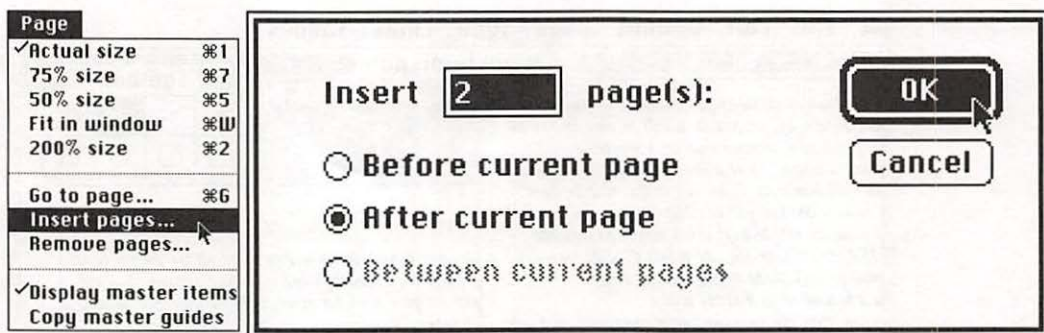 Page
✓Actual size ⌘1
75% size ⌘7
50% size ⌘5
Fit in window ⌘W
200% size ⌘2
Go to page... ⌘G
Insert pages...
Remove pages...
✓Display master items
Copy master guides
Insert 2 page(s):
OK
Before current page
Cancel
After current page
Between current pages